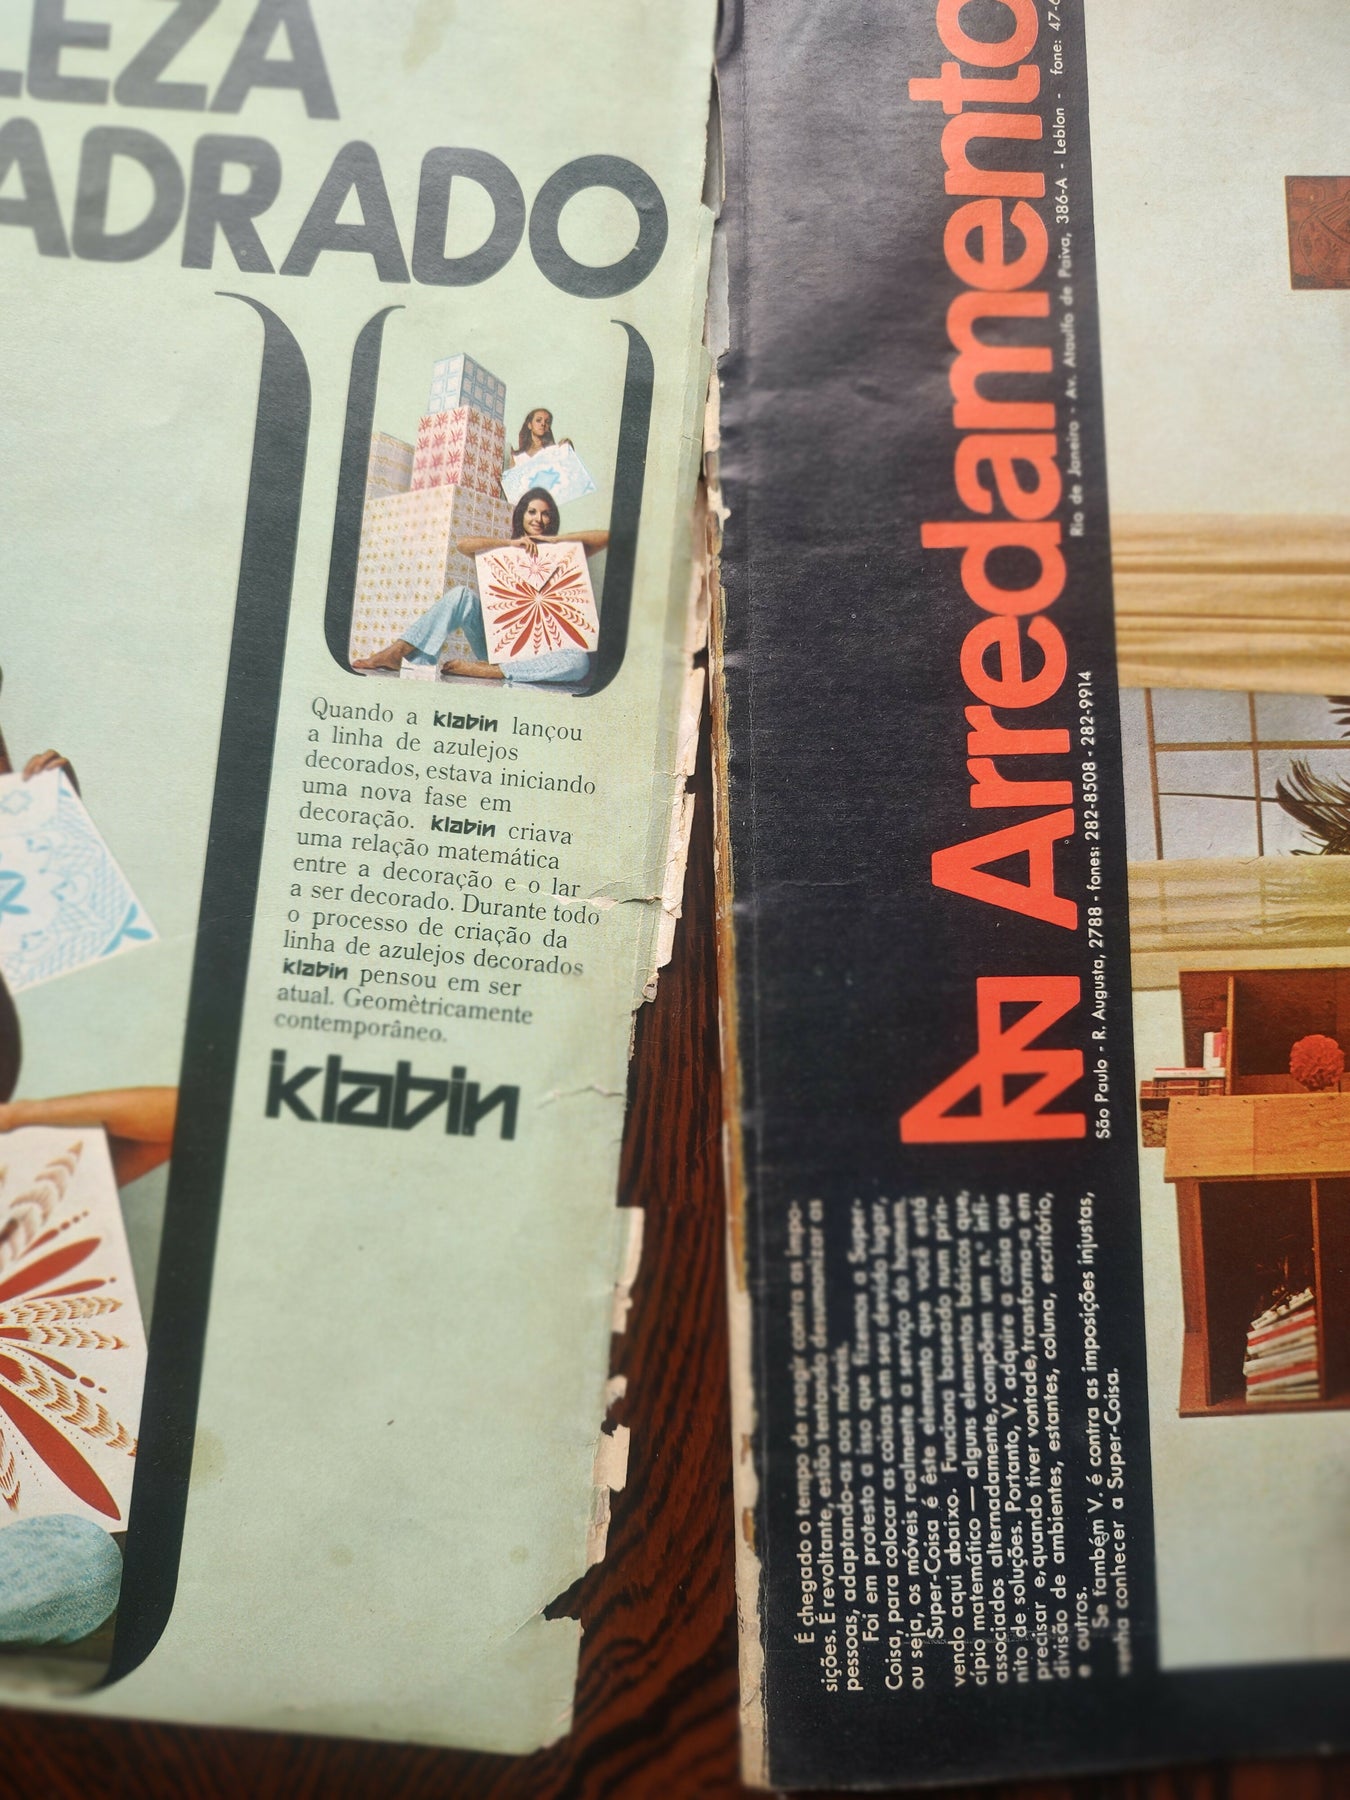 LEZA
ADRADO
Quando a klabin lançou
a linha de azulejos
decorados, estava iniciando
uma nova fase em
decoração. klabin criava
uma relação matemática
entre a decoração e o lar
a ser decorado. Durante todo
o processo de criação da
linha de azulejos decorados
klabin pensou em ser
atual. Geomètricamente
contemporâneo.
klabin
Arredamento
Rio de Janeiro - Av. Ataulfo de Paiva, 386-A - Leblon - fone: 47-6
São Paulo - R. Augusta, 2788 - fones: 282-8508 - 282-9914
É chegado o tempo de reagir contra as impo-
sições. É revoltante, estão tentando desumanizar as
pessoas, adaptando-as aos móveis.
Foi em protesto a isso que fizemos a Super-
Coisa, para colocar as coisas em seu devido lugar,
ou seja, os móveis realmente a serviço do homem.
Super-Coisa é êste elemento que você está
vendo aqui abaixo. Funciona baseado num prin-
cípio matemático — alguns elementos básicos que,
associados alternadamente, compõem um n.º infi-
nito de soluções. Portanto, V. adquire a coisa que
precisar e, quando tiver vontade, transforma-a em
divisão de ambientes, estantes, coluna, escritório,
e outros.
Se também V. é contra as imposições injustas,
venha conhecer a Super-Coisa.